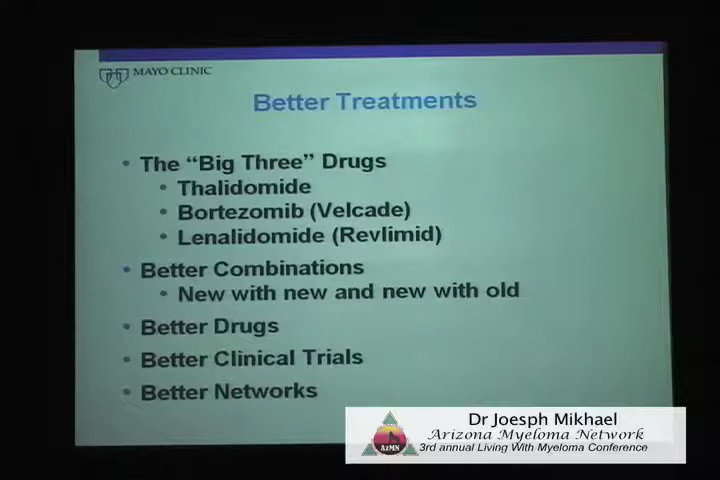 MAYO CLINIC
Better Treatments
• The “Big Three” Drugs
• Thalidomide
• Bortezomib (Velcade)
• Lenalidomide (Revlimid)
• Better Combinations
• New with new and new with old
• Better Drugs
• Better Clinical Trials
• Better Networks
Dr Joesph Mikhael
Arizona Myeloma Network
3rd annual Living With Myeloma Conference
AzMN